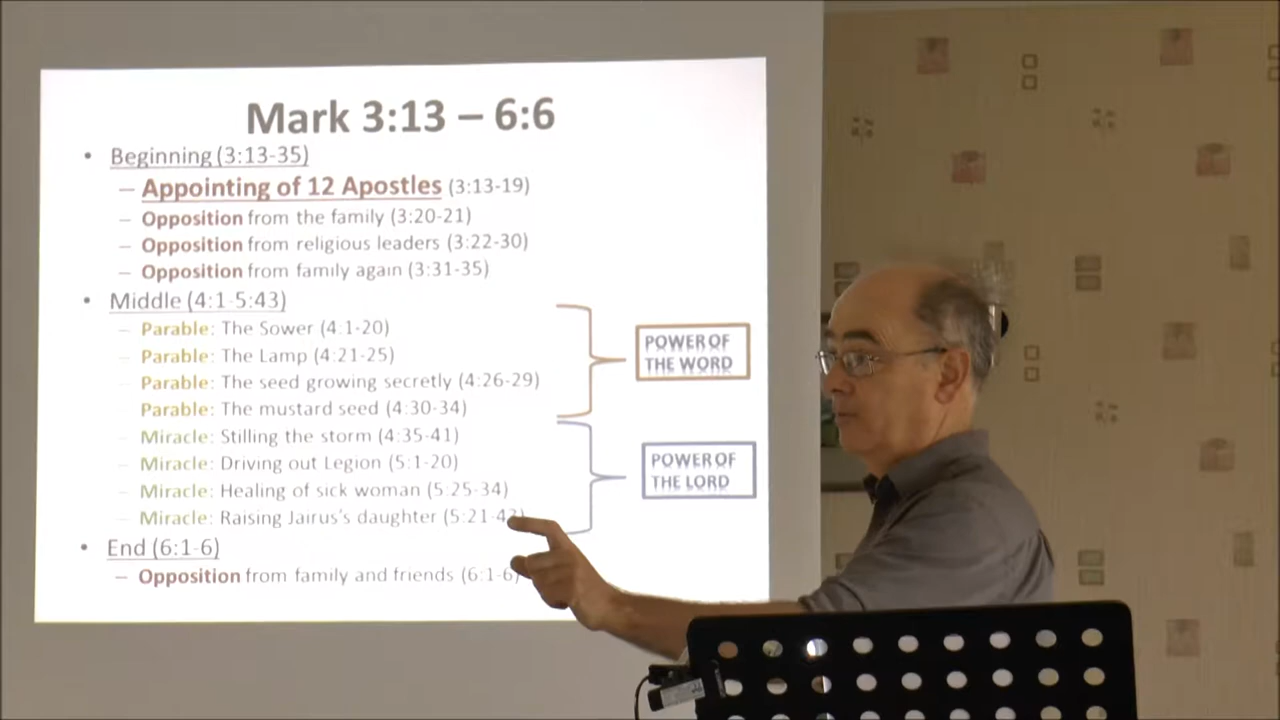 Mark 3:13 – 6:6
• Beginning (3:13-35)
– Appointing of 12 Apostles (3:13-19)
– Opposition from the family (3:20-21)
– Opposition from religious leaders (3:22-30)
– Opposition from family again (3:31-35)
• Middle (4:1-5:43)
– Parable: The Sower (4:1-20)
– Parable: The Lamp (4:21-25)
– Parable: The seed growing secretly (4:26-29)
Parable: The mustard seed (4:30-34)
– Miracle: Stilling the storm (4:35-41)
– Miracle: Driving out Legion (5:1-20)
– Miracle: Healing of sick woman (5:25-34)
– Miracle: Raising Jairus's daughter (5:21-43)
• End (6:1-6)
– Opposition from family and friends (6:1-6)
POWER OF
THE WORD
POWER OF
THE LORD